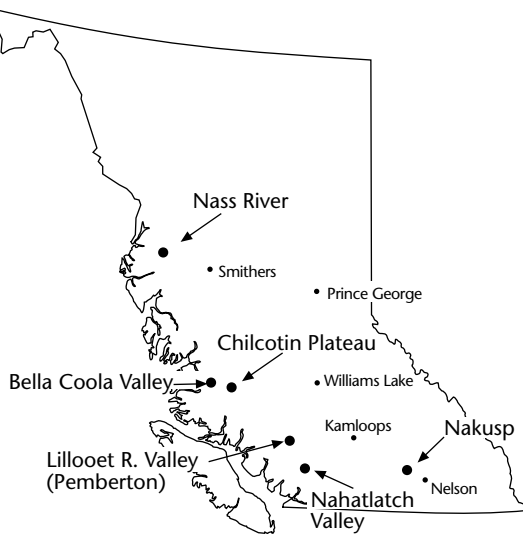 Nass River
Smithers
Prince George
Chilcotin Plateau
Bella Coola Valley
Williams Lake
Kamloops
Nakusp
Lillooet R. Valley
(Pemberton)
Nelson
Nahatlatch
Valley